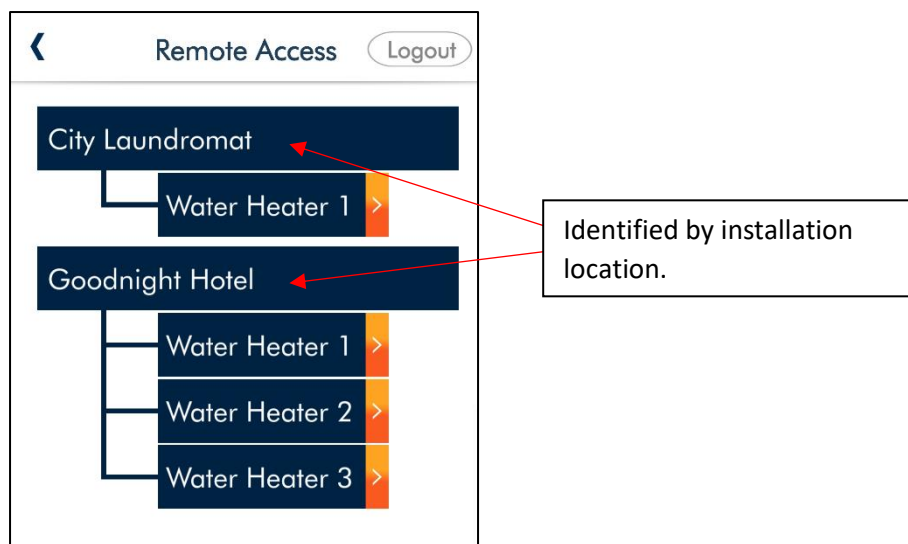 Remote Access
Logout
City Laundromat
Water Heater 1
Goodnight Hotel
Water Heater 1
Water Heater 2
Water Heater 3
Identified by installation
location.